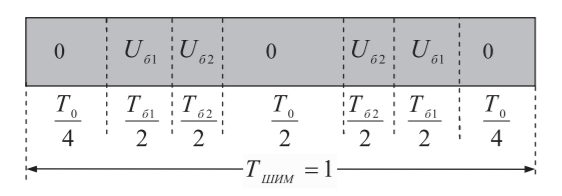 0 U_б1 U_б2 0 U_б2 U_б1 0
T_0/4 T_б1/2 T_б2/2 T_0/2 T_б2/2 T_б1/2 T_0/4
T_ШИМ = 1